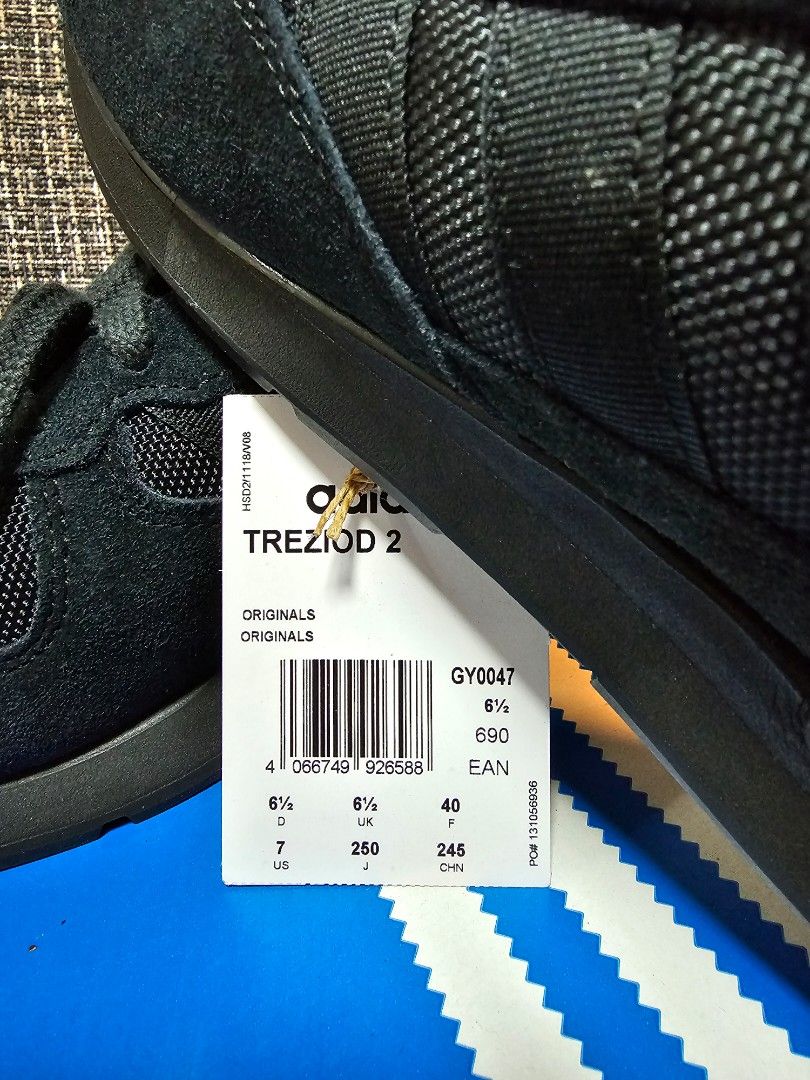 HSD2/1118/V08
TREZIOD 2
ORIGINALS
ORIGINALS
GY0047
6½
690
4 066749 926588 EAN
6½ 6½ 40
D UK F
7 250 245
US J CHN
PO# 131056936